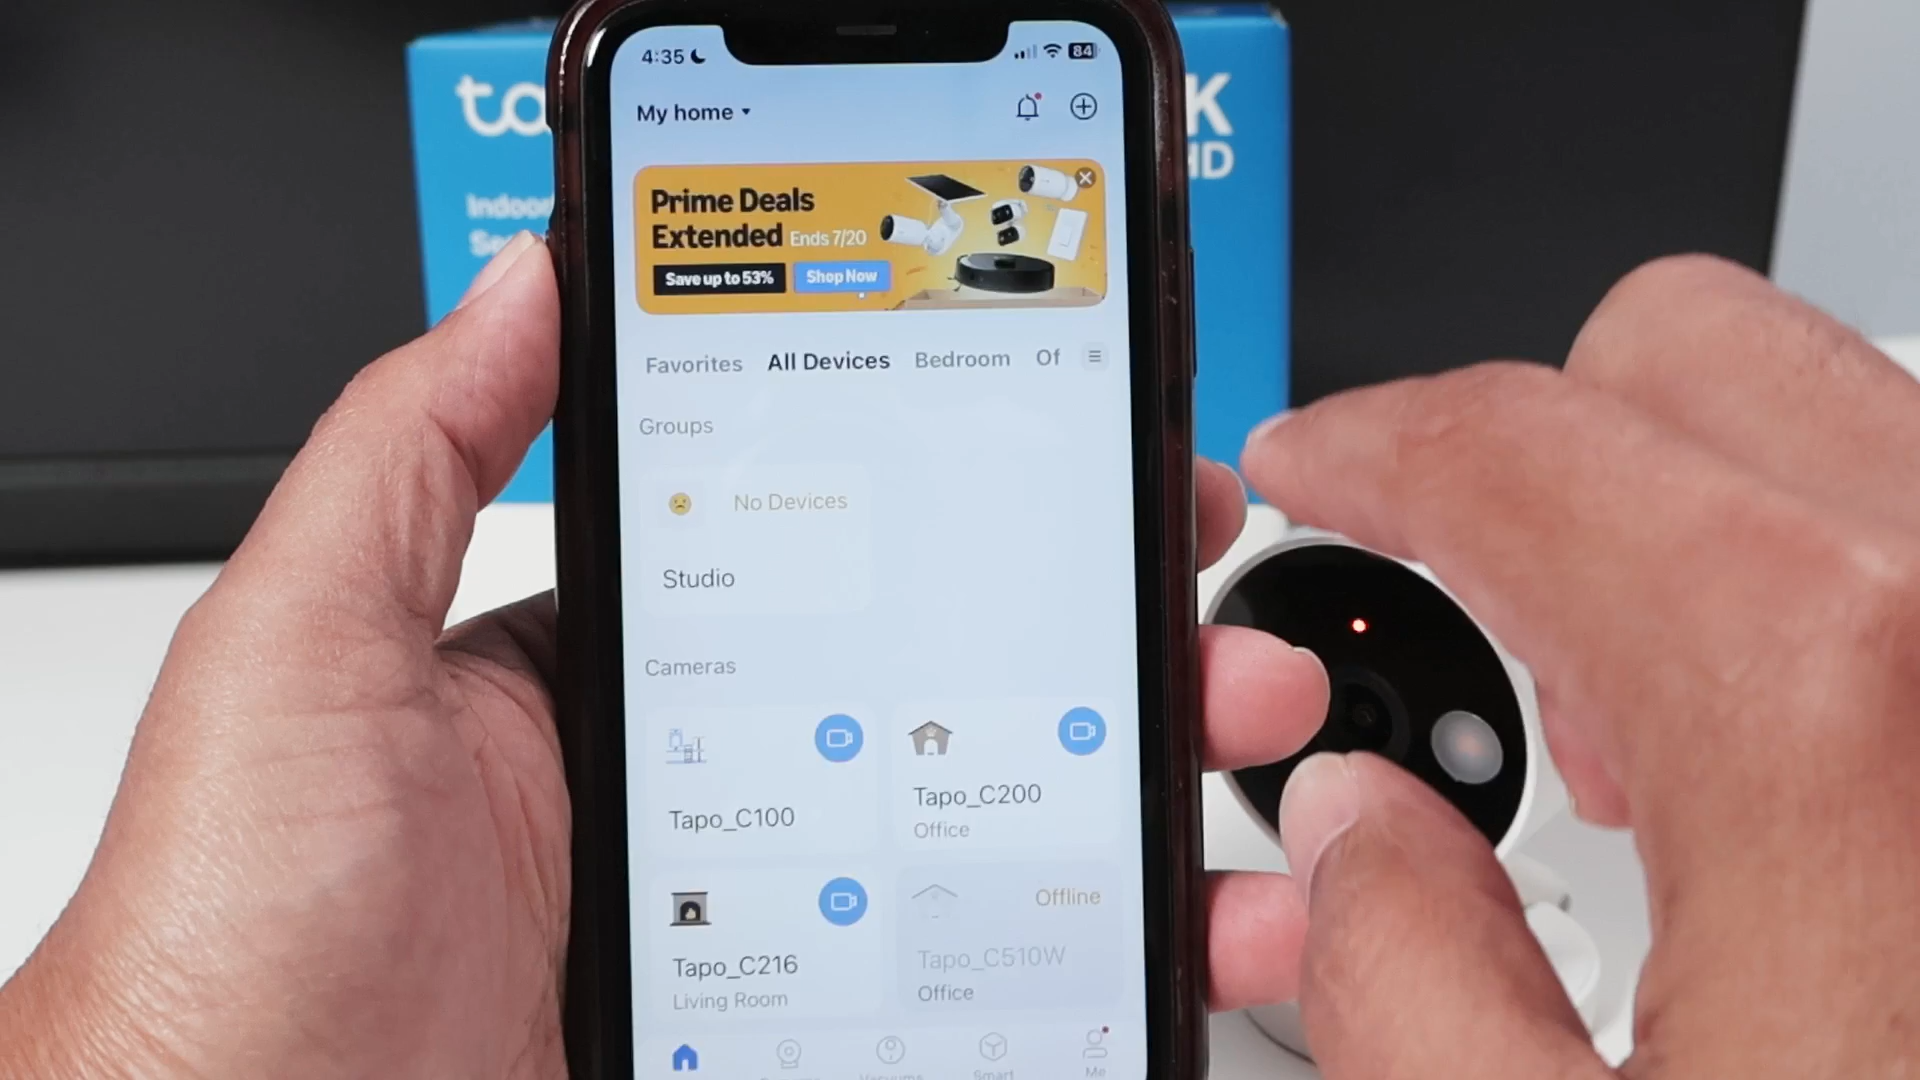 4:35
84
My home
Prime Deals
Extended Ends 7/20
Save up to 53%
Shop Now
Favorites
All Devices
Bedroom
Of
Groups
No Devices
Studio
Cameras
Tapo_C100
Tapo_C200
Office
Tapo_C216
Living Room
Offline
Tapo_C510W
Office
Vacuums
Smart
Me
Indoor
K
HD